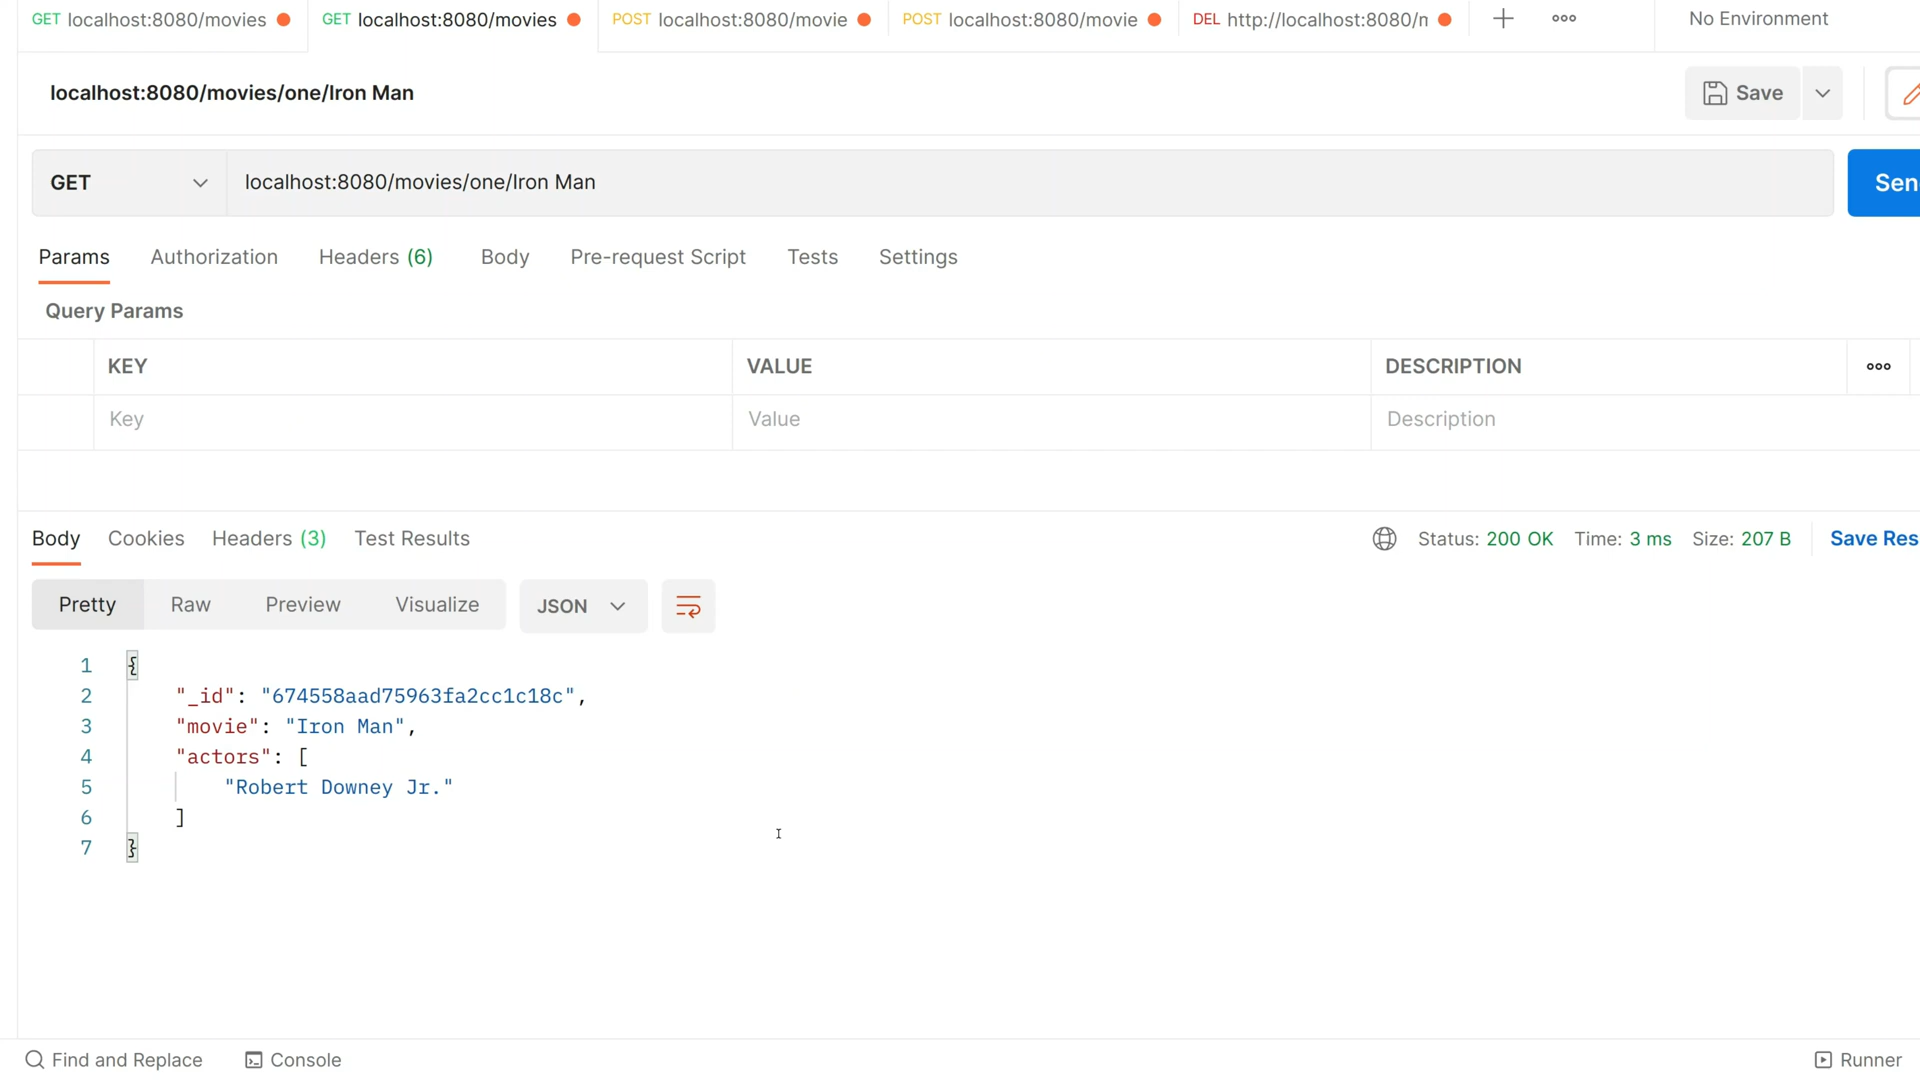 GET localhost:8080/movies GET localhost:8080/movies POST localhost:8080/movie POST localhost:8080/movie DEL http://localhost:8080/m No Environment
localhost:8080/movies/one/Iron Man Save
GET localhost:8080/movies/one/Iron Man Sen
Params Authorization Headers (6) Body Pre-request Script Tests Settings
Query Params
KEY VALUE DESCRIPTION
Key Value Description
Body Cookies Headers (3) Test Results Status: 200 OK Time: 3 ms Size: 207 B Save Res
Pretty Raw Preview Visualize JSON
1 {
2 "_id": "674558aad75963fa2cc1c18c",
3 "movie": "Iron Man",
4 "actors": [
5 "Robert Downey Jr."
6 ]
7 }
Find and Replace Console Runner